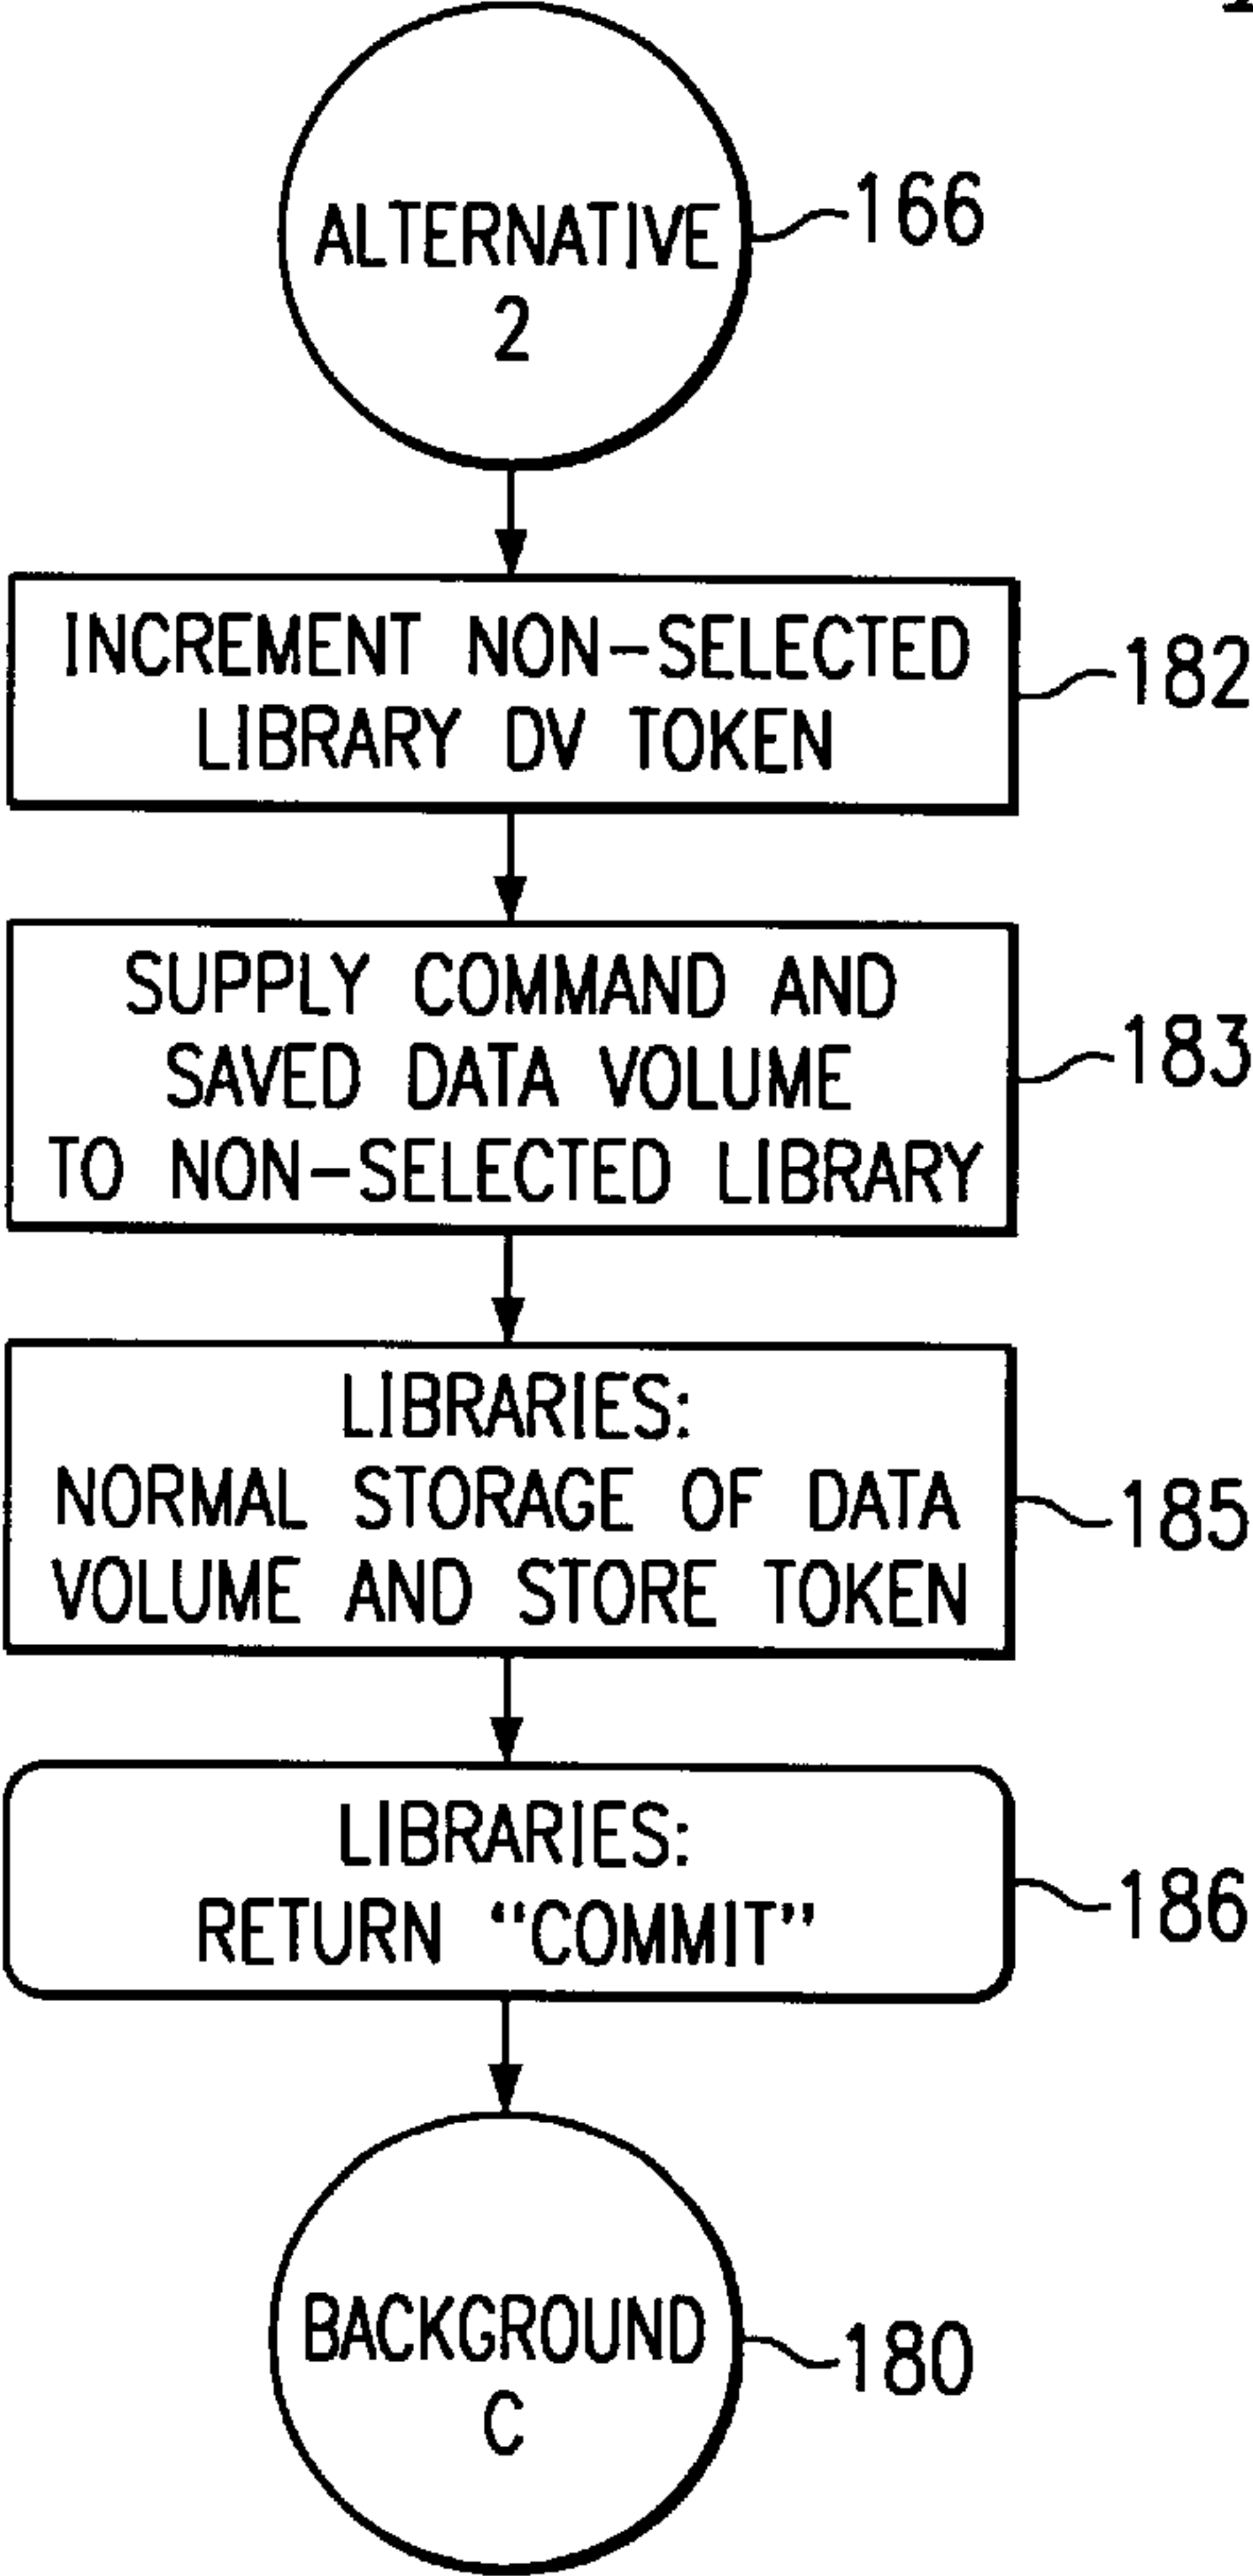 ALTERNATIVE
2
166
INCREMENT NON-SELECTED
LIBRARY DV TOKEN
182
SUPPLY COMMAND AND
SAVED DATA VOLUME
TO NON-SELECTED LIBRARY
183
LIBRARIES:
NORMAL STORAGE OF DATA
VOLUME AND STORE TOKEN
185
LIBRARIES:
RETURN “COMMIT”
186
BACKGROUND
C
180